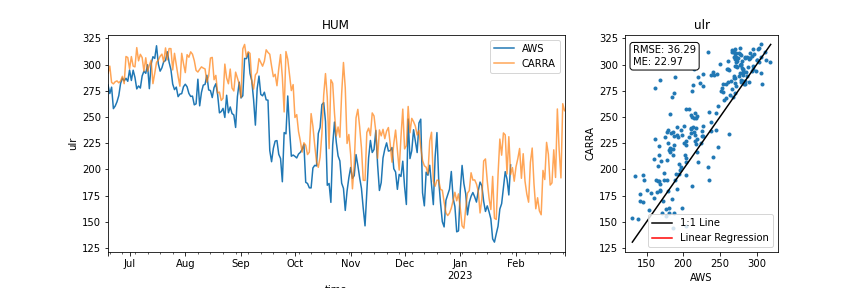 HUM
ulr
325
300
275
250
225
200
175
150
125
AWS
CARRA
Jul
Aug
Sep
Oct
Nov
Dec
Jan
2023
Feb
time
ulr
CARRA
325
300
275
250
225
200
175
150
125
RMSE: 36.29
ME: 22.97
1:1 Line
Linear Regression
150
200
250
300
AWS